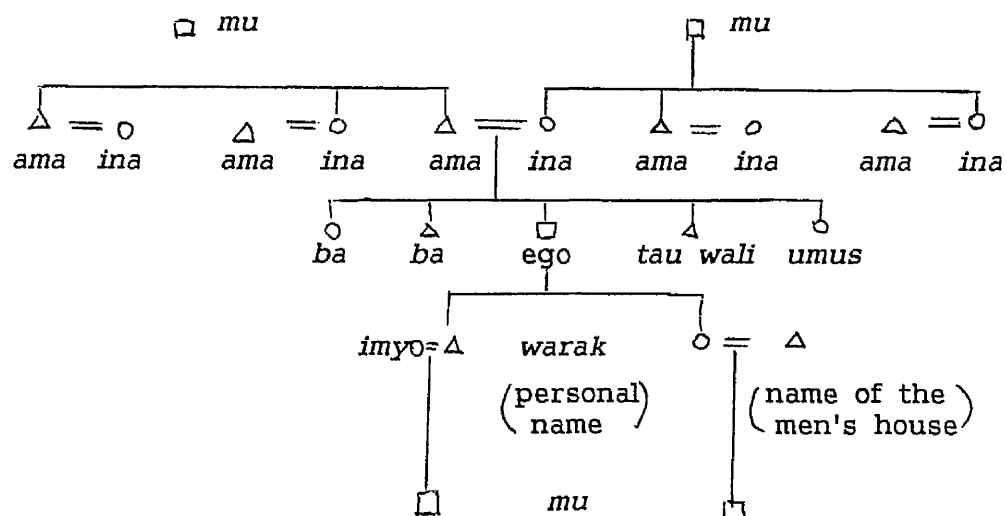 mu mu
ama ina ama ina ama ina ama ina ama ina
ba ba ego tau wali umus
imy warak
(personal name) (name of the men's house)
mu